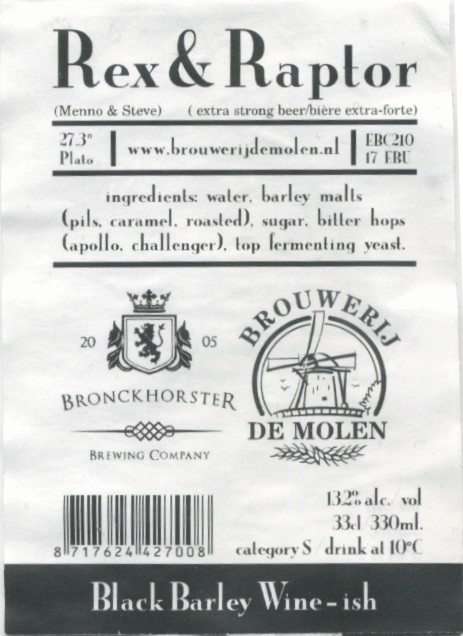 Rex & Raptor
(Menno & Steve) ( extra strong beer/bière extra-forte)
27.3° Plato
www.brouwerijdemolen.nl
EBC210
17 EBU
ingredients: water, barley malts
(pils, caramel, roasted), sugar, bitter hops
(apollo, challenger), top fermenting yeast.
20 05
BRONCKHORSTER
BREWING COMPANY
BROUWERIJ
DE MOLEN
13.2% alc. vol
33cl/330ml.
category S / drink at 10°C
8 717624 427008
Black Barley Wine-ish